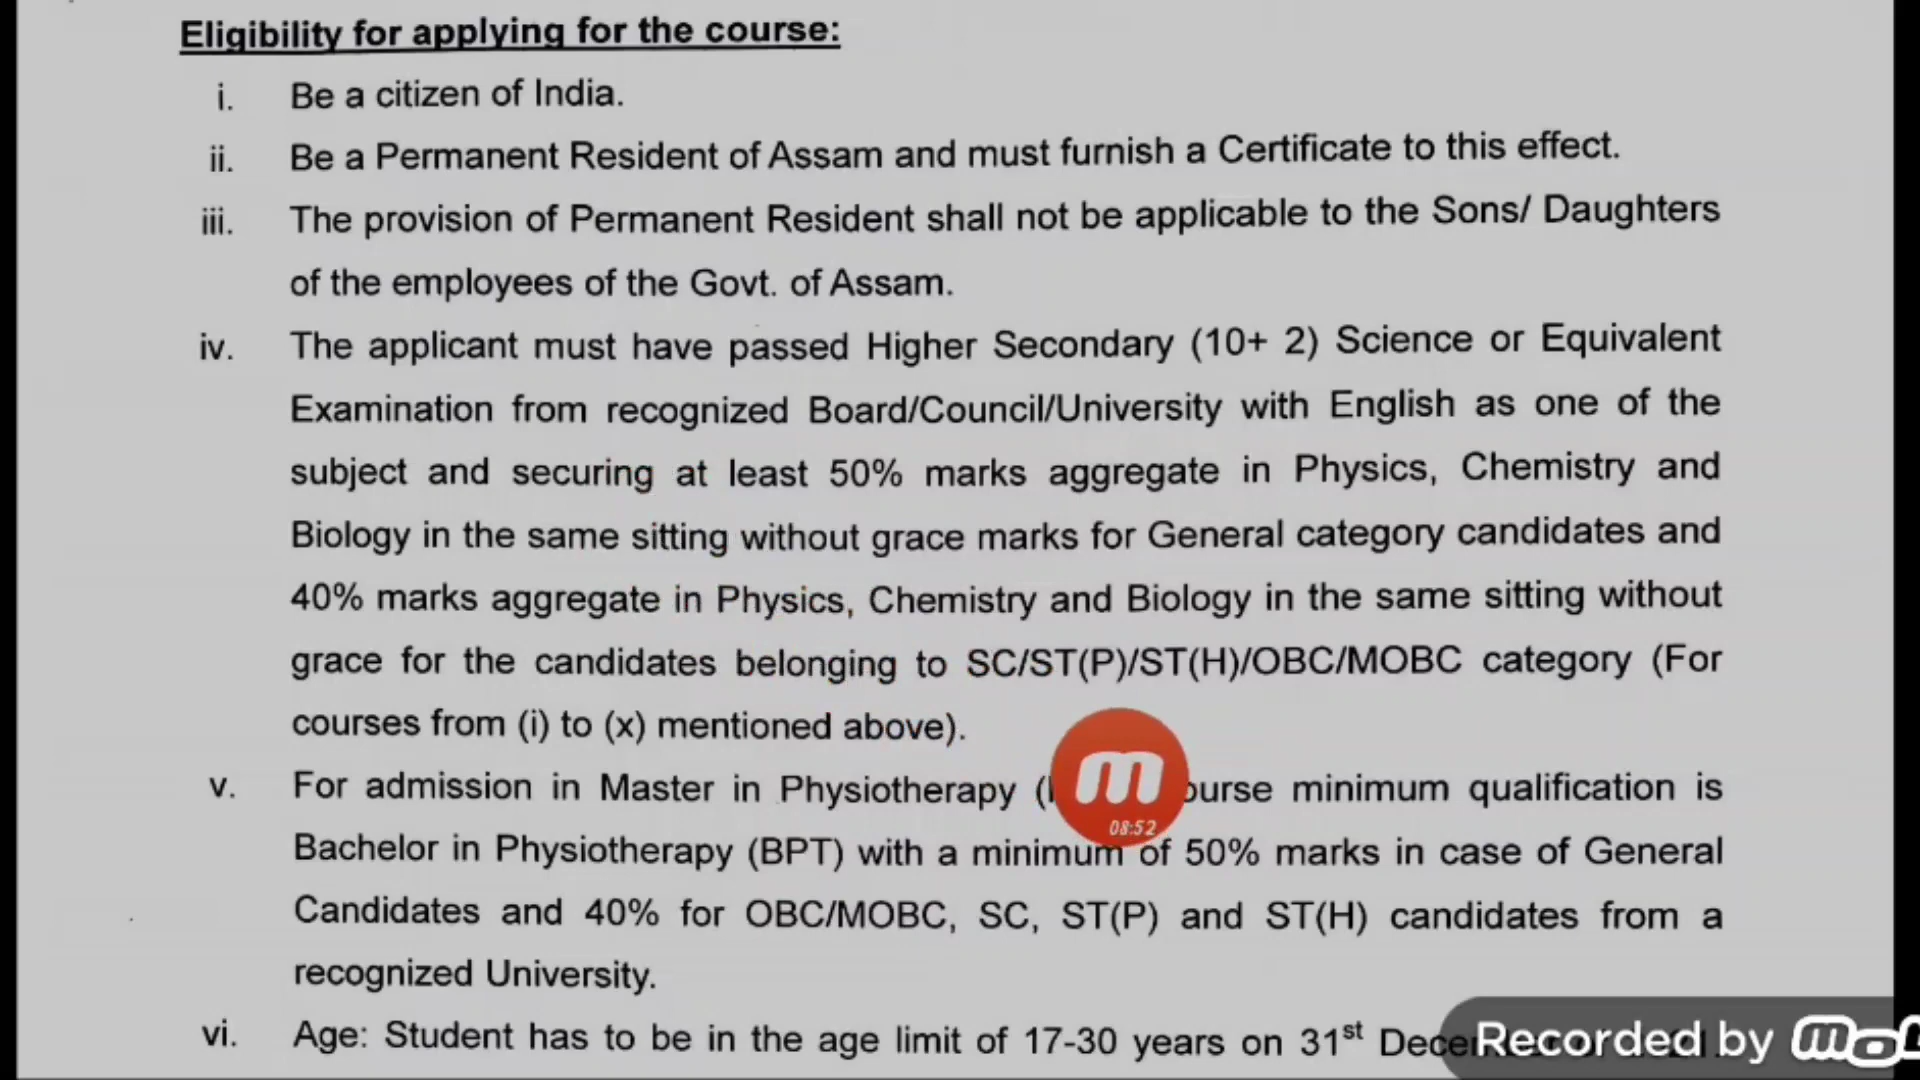 Eligibility for applying for the course:
i. Be a citizen of India.
ii. Be a Permanent Resident of Assam and must furnish a Certificate to this effect.
iii. The provision of Permanent Resident shall not be applicable to the Sons/ Daughters
of the employees of the Govt. of Assam.
iv. The applicant must have passed Higher Secondary (10+ 2) Science or Equivalent
Examination from recognized Board/Council/University with English as one of the
subject and securing at least 50% marks aggregate in Physics, Chemistry and
Biology in the same sitting without grace marks for General category candidates and
40% marks aggregate in Physics, Chemistry and Biology in the same sitting without
grace for the candidates belonging to SC/ST(P)/ST(H)/OBC/MOBC category (For
courses from (i) to (x) mentioned above).
v. For admission in Master in Physiotherapy ( minimum qualification is
m
08:52
Bachelor in Physiotherapy (BPT) with a minimum of 50% marks in case of General
Candidates and 40% for OBC/MOBC, SC, ST(P) and ST(H) candidates from a
recognized University.
vi. Age: Student has to be in the age limit of 17-30 years on 31st
Recorded by